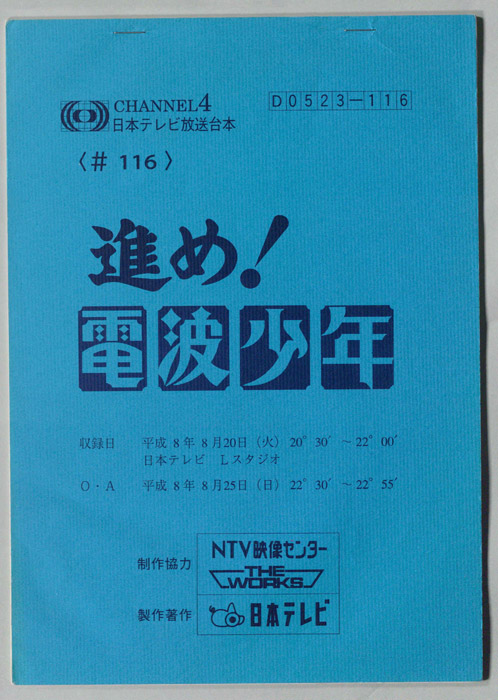 CHANNEL4
D0523-116
日本テレビ放送台本
〈# 116〉
進め!
電波少年
収録日 平成 8 年 8月20日（火） 20° 30′ ～ 22° 00′
日本テレビ Lスタジオ
O・A 平成 8 年 8月25日（日） 22° 30′ ～ 22° 55′
制作協力 NTV映像センター
THE WORKS
製作著作 日本テレビ